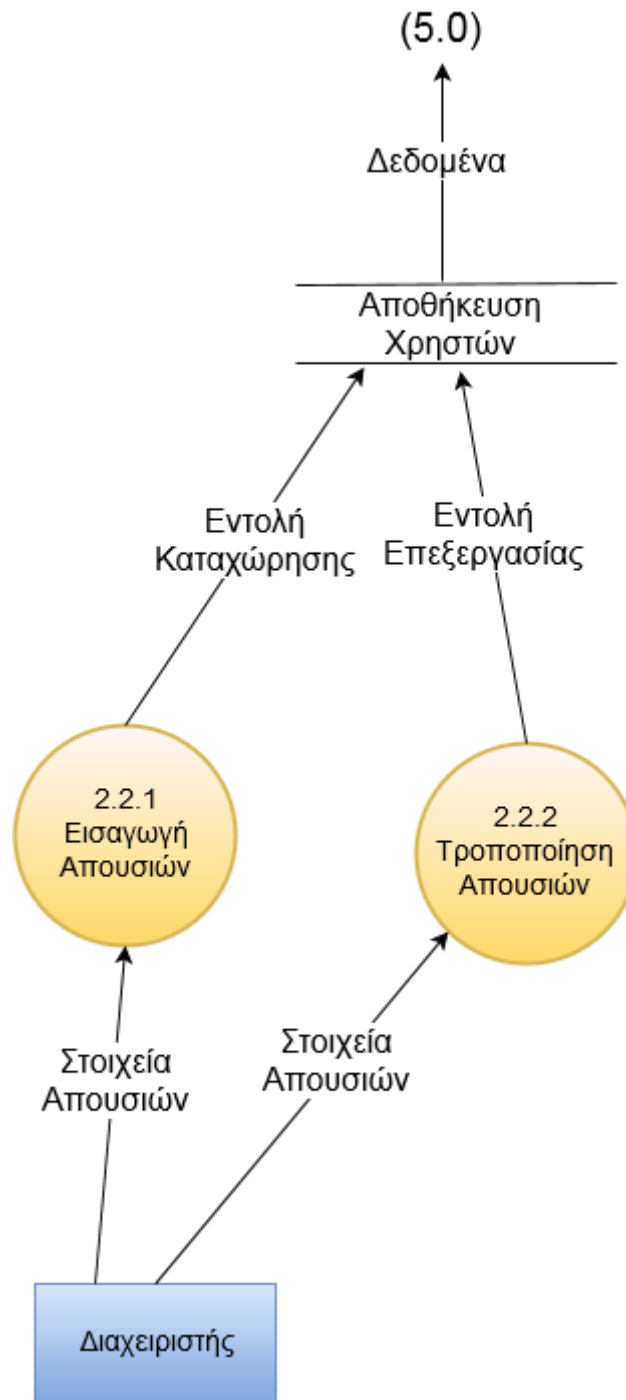 (5.0)
Δεδομένα
Αποθήκευση
Χρηστών
Εντολή
Καταχώρησης
Εντολή
Επεξεργασίας
2.2.1
Εισαγωγή
Απουσιών
2.2.2
Τροποποίηση
Απουσιών
Στοιχεία
Απουσιών
Στοιχεία
Απουσιών
Διαχειριστής